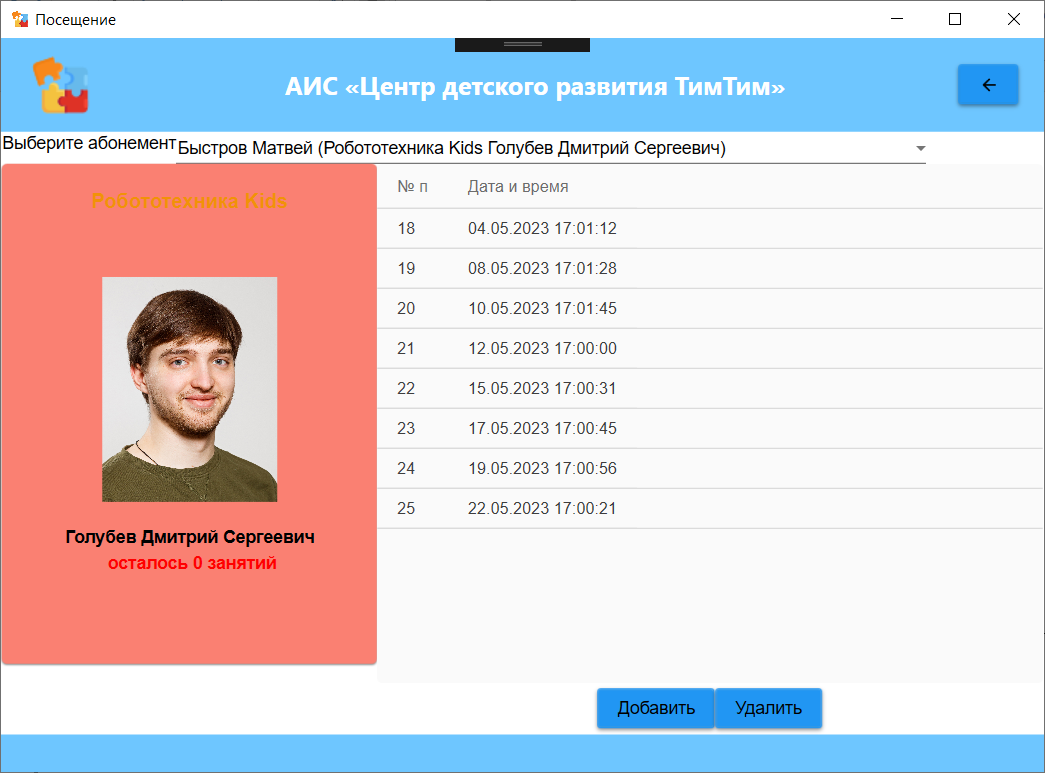 Посещение
АИС «Центр детского развития ТимТим»
Выберите абонемент Быстров Матвей (Робототехника Kids Голубев Дмитрий Сергеевич)
Робототехника Kids
Голубев Дмитрий Сергеевич
осталось 0 занятий
№ п Дата и время
18 04.05.2023 17:01:12
19 08.05.2023 17:01:28
20 10.05.2023 17:01:45
21 12.05.2023 17:00:00
22 15.05.2023 17:00:31
23 17.05.2023 17:00:45
24 19.05.2023 17:00:56
25 22.05.2023 17:00:21
Добавить Удалить